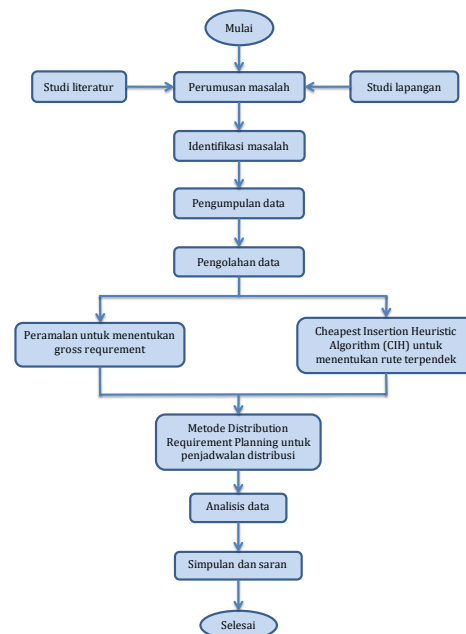 Mulai
Studi literatur
Perumusan masalah
Studi lapangan
Identifikasi masalah
Pengumpulan data
Pengolahan data
Peramalan untuk menentukan
gross requrement
Cheapest Insertion Heuristic
Algorithm (CIH) untuk
menentukan rute terpendek
Metode Distribution
Requirement Planning untuk
penjadwalan distribusi
Analisis data
Simpulan dan saran
Selesai